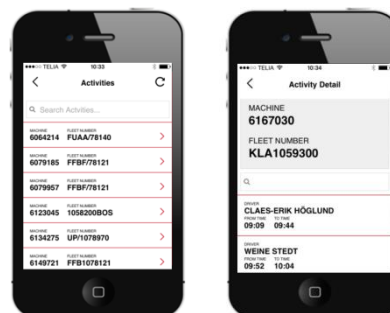 TELIA 10:33
Activities
Search Activities...
MACHINE FLEET NUMBER
6064214 FUAA/78140
MACHINE FLEET NUMBER
6079185 FFBF/78121
MACHINE FLEET NUMBER
6079957 FFBF/78121
MACHINE FLEET NUMBER
6123045 1058200BOS
MACHINE FLEET NUMBER
6134275 UP/1078970
MACHINE FLEET NUMBER
6149721 FFB1078121
TELIA 10:34
Activity Detail
MACHINE
6167030
FLEET NUMBER
KLA1059300
DRIVER
CLAES-ERIK HÖGLUND
FROM TIME TO TIME
09:09 09:44
DRIVER
WEINE STEDT
FROM TIME TO TIME
09:52 10:04